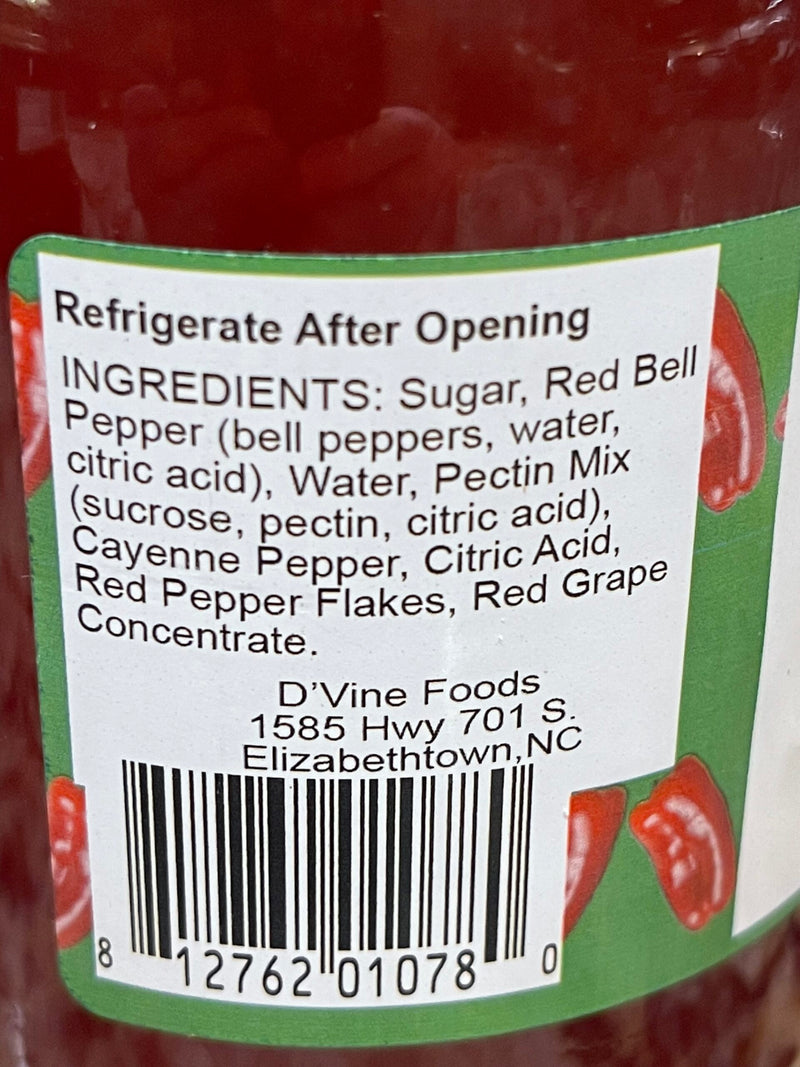 Refrigerate After Opening
INGREDIENTS: Sugar, Red Bell
Pepper (bell peppers, water,
citric acid), Water, Pectin Mix
(sucrose, pectin, citric acid),
Cayenne Pepper, Citric Acid,
Red Pepper Flakes, Red Grape
Concentrate.
D'Vine Foods
1585 Hwy 701 S.
Elizabethtown, NC
8 12762 01078 0